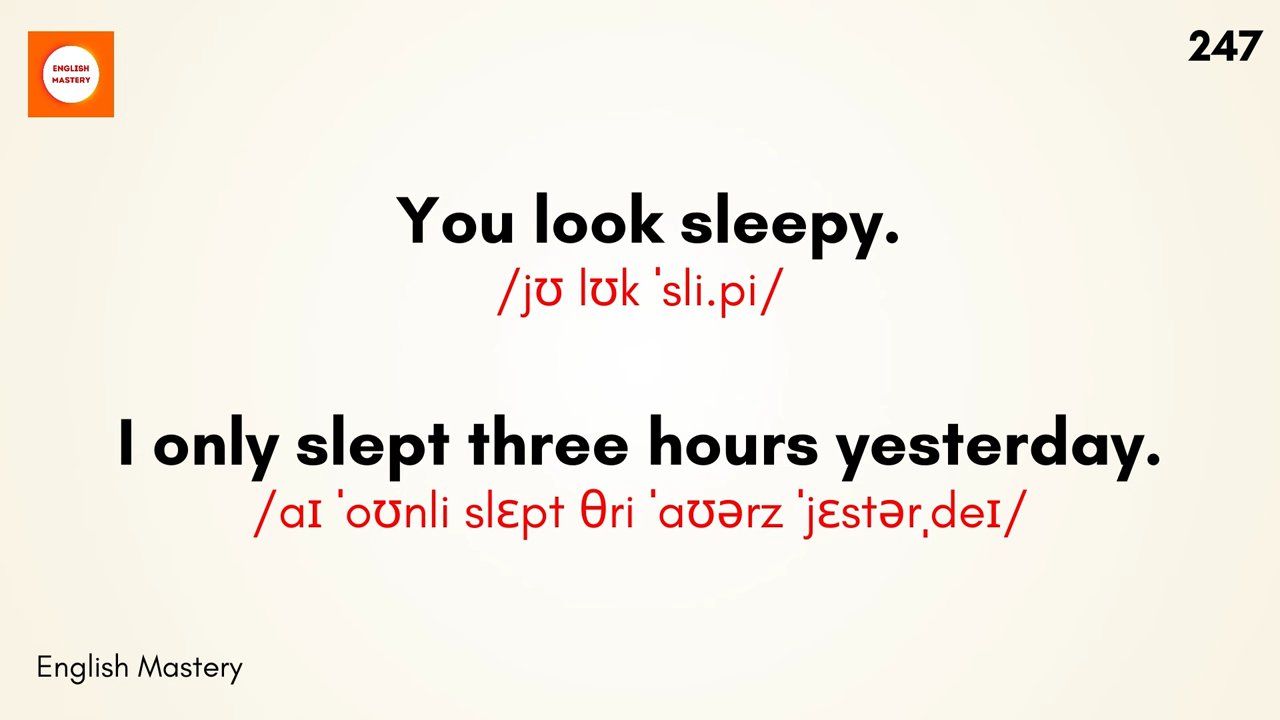 ENGLISH
MASTERY
247
You look sleepy.
/jʊ lʊk ˈsli.pi/
I only slept three hours yesterday.
/aɪ ˈoʊnli slɛpt θri ˈaʊərz ˈjɛstərˌdeɪ/
English Mastery